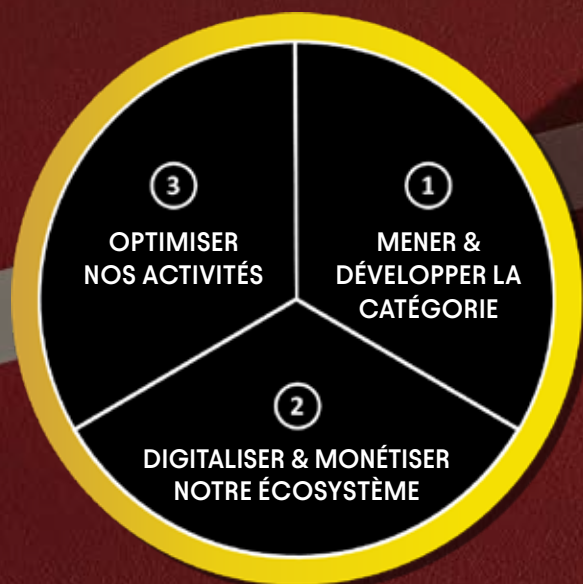 1
MENER &
DÉVELOPPER LA
CATÉGORIE
2
DIGITALISER & MONÉTISER
NOTRE ÉCOSYSTÈME
3
OPTIMISER
NOS ACTIVITÉS